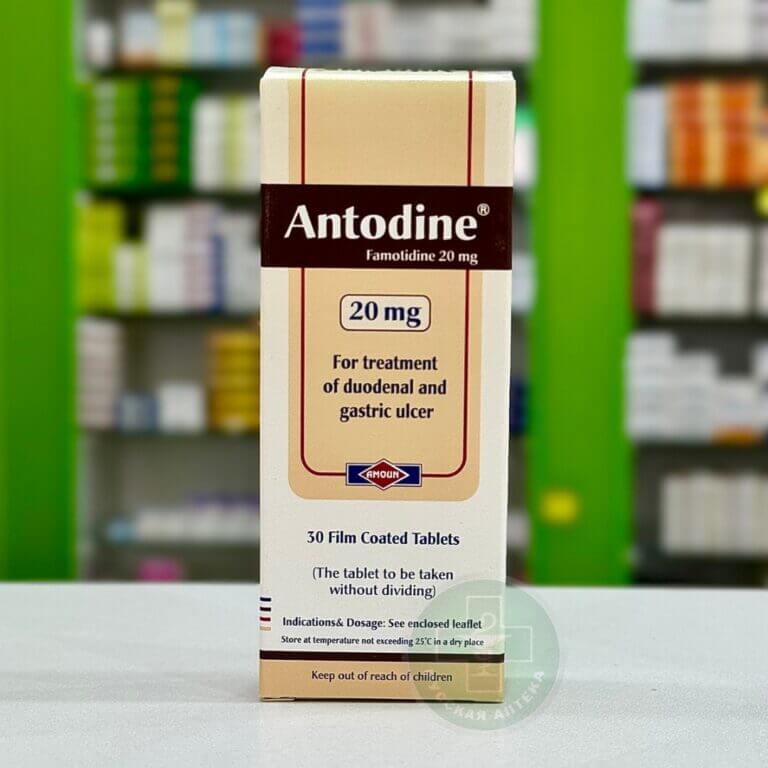 Antodine®
Famotidine 20 mg
20 mg
For treatment
of duodenal and
gastric ulcer
AMOUN
30 Film Coated Tablets
(The tablet to be taken
without dividing)
Indications& Dosage: See enclosed leaflet
Store at temperature not exceeding 25°C in a dry place
Keep out of reach of children
РУССКАЯ АПТЕКА